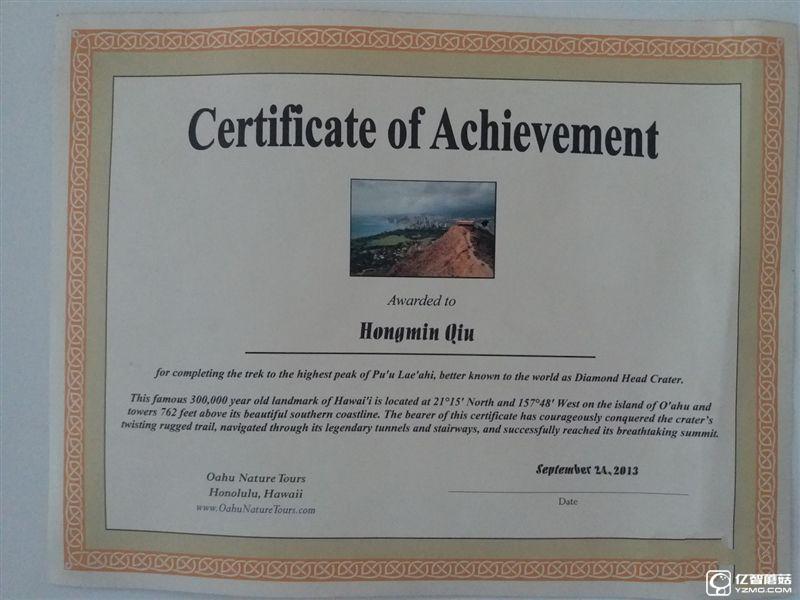 Certificate of Achievement
Awarded to
Hongmin Qiu
for completing the trek to the highest peak of Pu'u Lae'ahi, better known to the world as Diamond Head Crater.
This famous 300,000 year old landmark of Hawai'i is located at 21°15' North and 157°48' West on the island of O'ahu and
towers 762 feet above its beautiful southern coastline. The bearer of this certificate has courageously conquered the crater's
twisting rugged trail, navigated through its legendary tunnels and stairways, and successfully reached its breathtaking summit.
Oahu Nature Tours
Honolulu, Hawaii
www.OahuNatureTours.com
September 24, 2013
Date
亿智蘑菇
YZMG.COM